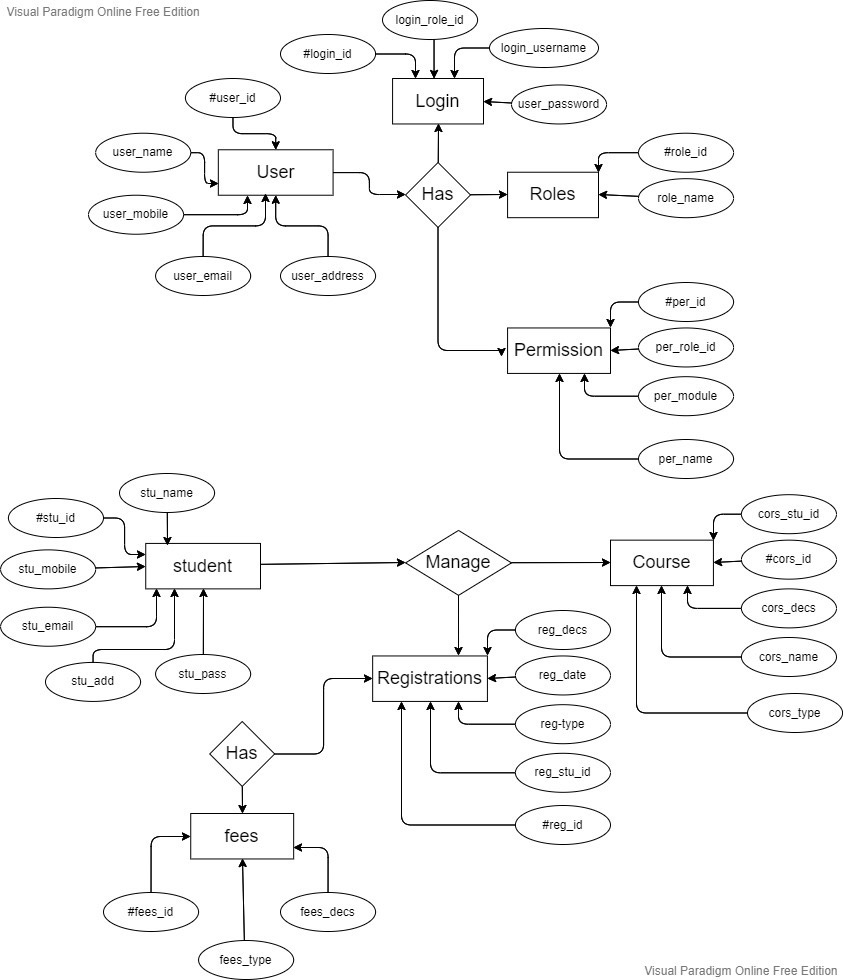 Visual Paradigm Online Free Edition
login_role_id
#login_id
login_username
Login
user_password
#user_id
user_name
User
user_mobile
user_email
user_address
Has
#role_id
Roles
role_name
#per_id
Permission
per_role_id
per_module
per_name
stu_name
#stu_id
student
stu_mobile
stu_email
stu_add
stu_pass
Manage
cors_stu_id
Course
#cors_id
cors_decs
cors_name
cors_type
reg_decs
Registrations
reg_date
reg-type
reg_stu_id
#reg_id
Has
fees
#fees_id
fees_decs
fees_type
Visual Paradigm Online Free Edition